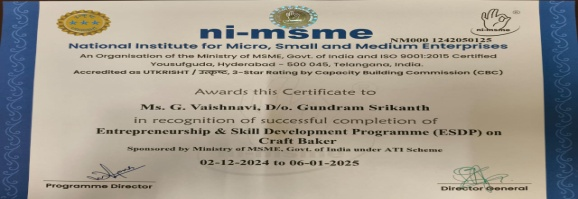 ni-msme
NM000 1242050125
ni-msme
National Institute for Micro, Small and Medium Enterprises
An Organisation of the Ministry of MSME, Govt. of India and ISO 9001:2015 Certified
Yousufguda, Hyderabad - 500 045, Telangana, India.
Accredited as UTKRISHT / उत्कृष्ट, 3-Star Rating by Capacity Building Commission (CBC)
Awards this Certificate to
Ms. G. Vaishnavi, D/o. Gundram Srikanth
in recognition of successful completion of
Entrepreneurship & Skill Development Programme (ESDP) on
Craft Baker
Sponsored by Ministry of MSME, Govt. of India under ATI Scheme
02-12-2024 to 06-01-2025
Programme Director
Director General